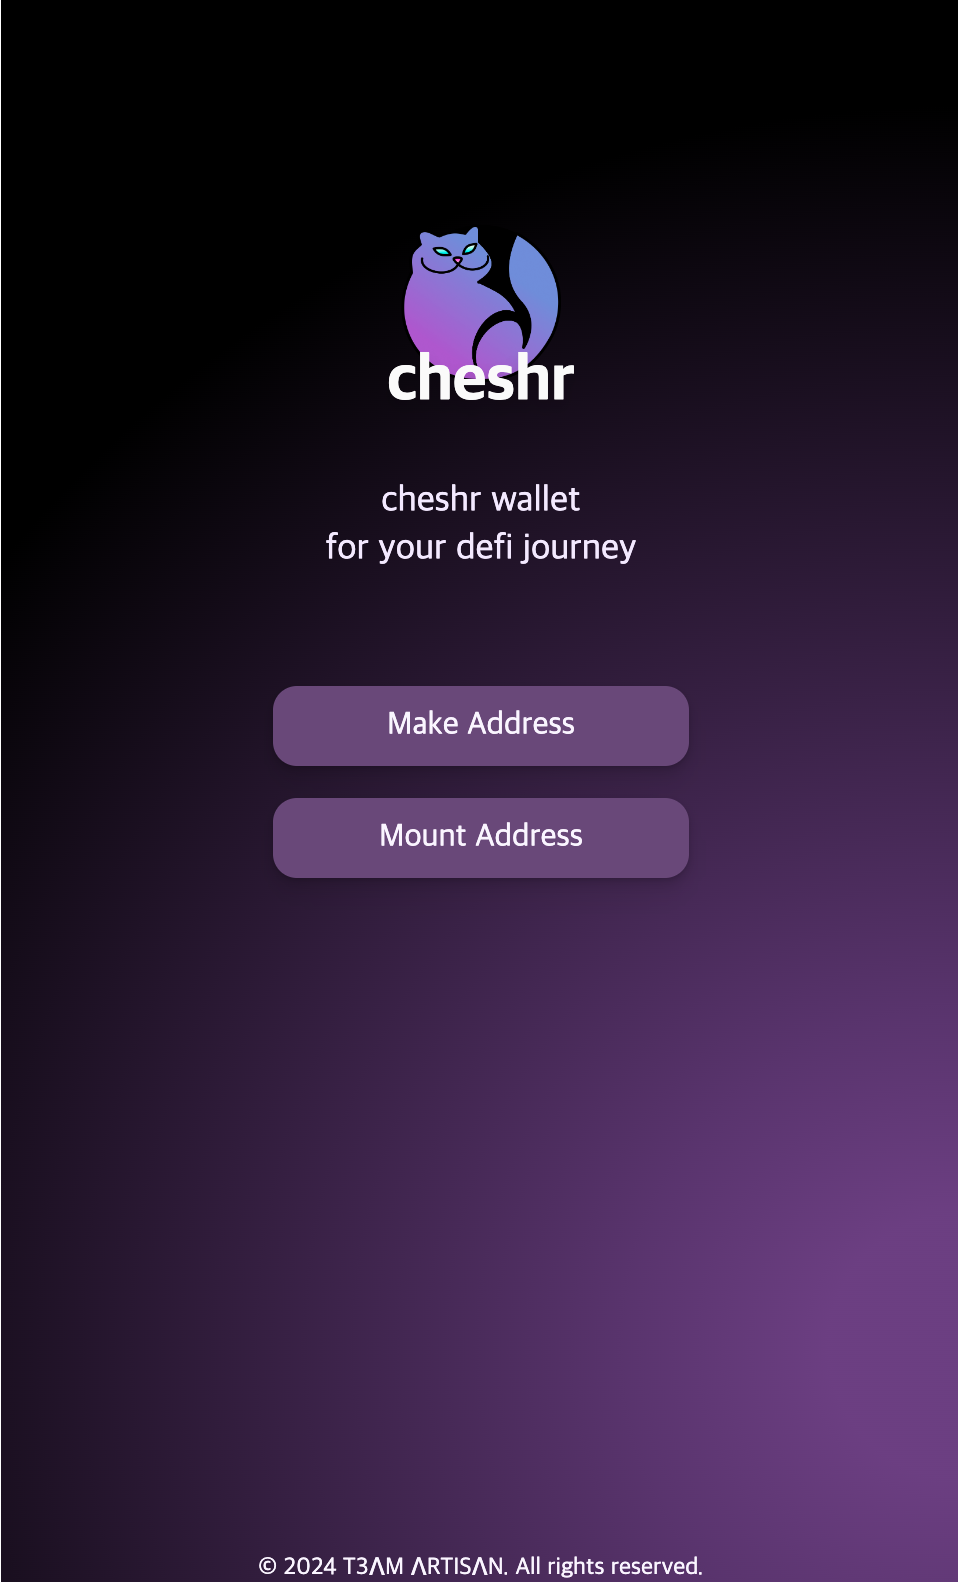 cheshr
cheshr wallet
for your defi journey
Make Address
Mount Address
© 2024 T3ΛM ΛRTISΛN. All rights reserved.